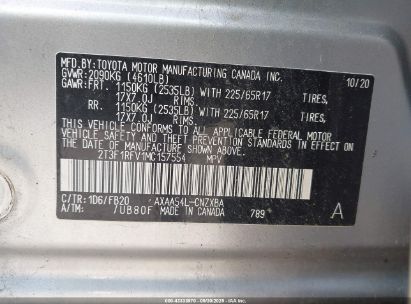 MFD.BY:TOYOTA MOTOR MANUFACTURING CANADA INC.
GVWR:2090KG (4610LB) 10/20
GAWR:FRT. 1150KG (2535LB) WITH 225/65R17 TIRES,
17X7.0J RIMS,
RR. 1150KG (2535LB) WITH 225/65R17 TIRES,
17X7.0J RIMS,
THIS VEHICLE CONFORMS TO ALL APPLICABLE FEDERAL MOTOR
VEHICLE SAFETY AND THEFT PREVENTION STANDARDS IN
EFFECT ON THE DATE OF MANUFACTURE SHOWN ABOVE.
2T3F1RFV1MC157554 MPV
C/TR:1D6/FB20 AXAA54L-CNZXBA
A/TM: /UB80F MADE IN CANADA 789 A